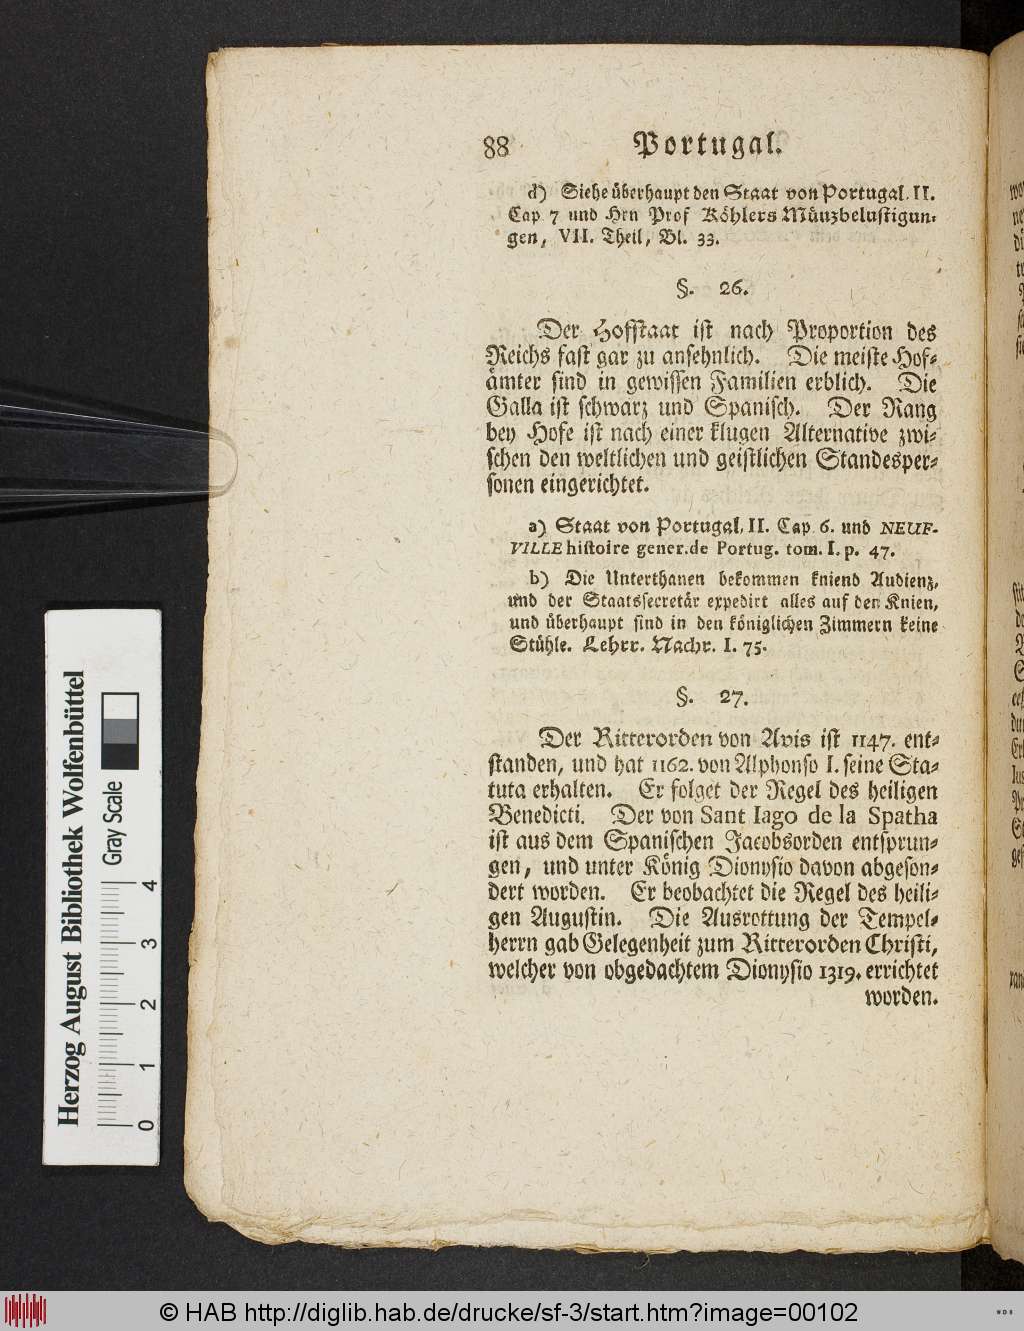 88 Portugal.
d) Siehe überhaupt den Staat von Portugal. II.
Cap 7 und Hrn Prof Köhlers Münzbelustigun-
gen, VII. Theil, Bl. 33.
§. 26.
Der Hofstaat ist nach Proportion des
Reichs fast gar zu ansehnlich. Die meiste Hof-
ämter sind in gewissen Familien erblich. Die
Galla ist schwarz und Spanisch. Der Rang
bey Hofe ist nach einer klugen Alternative zwi-
schen den weltlichen und geistlichen Standesper-
sonen eingerichtet.
a) Staat von Portugal. II. Cap. 6. und NEUF-
VILLE histoire gener. de Portug. tom. I. p. 47.
b) Die Unterthanen bekommen kniend Audienz,
und der Staatssecretär expedirt alles auf den Knien,
und überhaupt sind in den königlichen Zimmern keine
Stühle. Lehrr. Nachr. I. 75.
§. 27.
Der Ritterorden von Avis ist 1147. ent-
standen, und hat 1162. von Alphonso I. seine Sta-
tuta erhalten. Er folget der Regel des heiligen
Benedicti. Der von Sant Iago de la Spatha
ist aus dem Spanischen Jacobsorden entsprun-
gen, und unter König Dionysio davon abgeson-
dert worden. Er beobachtet die Regel des heili-
gen Augustin. Die Ausrottung der Tempel-
herrn gab Gelegenheit zum Ritterorden Christi,
welcher von obgedachtem Dionysio 1319. errichtet
worden.
Herzog August Bibliothek Wolfenbüttel
Gray Scale
0 1 2 3 4
© HAB http://diglib.hab.de/drucke/sf-3/start.htm?image=00102